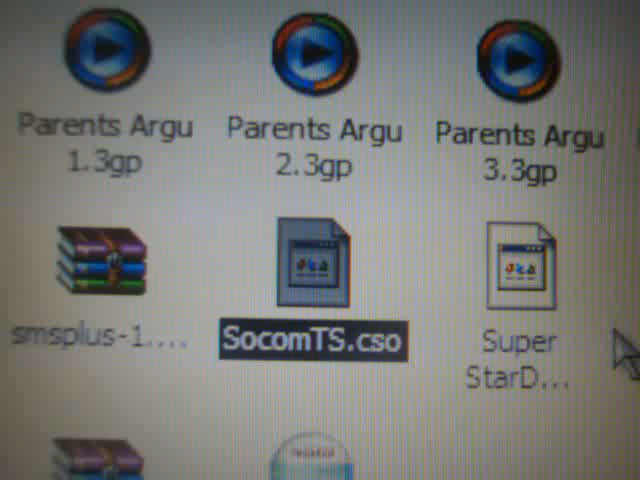 Parents Argu
1.3gp
Parents Argu
2.3gp
Parents Argu
3.3gp
smsplus-1....
SocomTS.cso
Super
StarD...